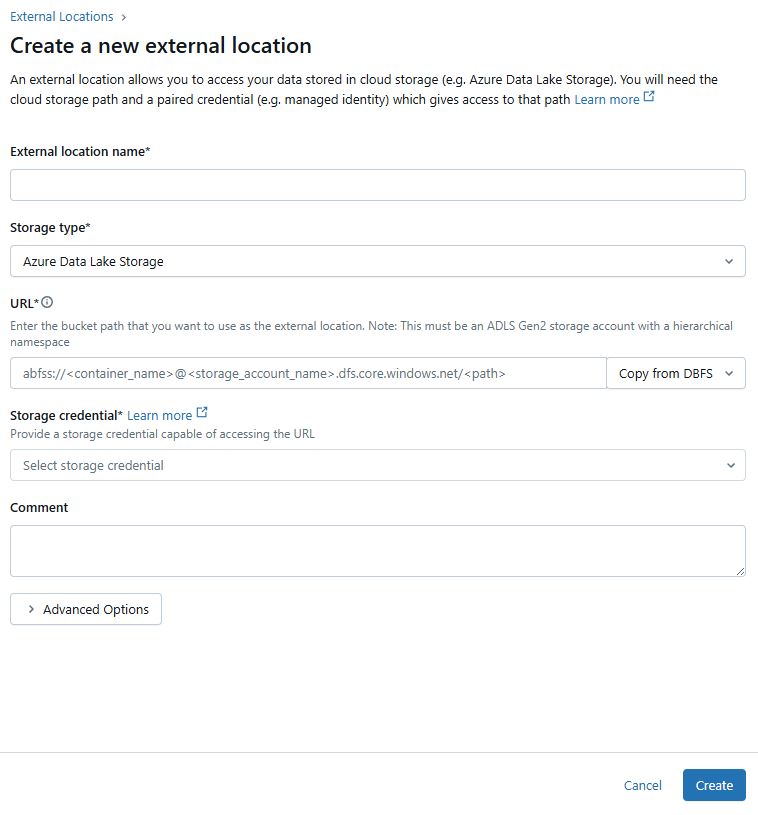 External Locations >
Create a new external location
An external location allows you to access your data stored in cloud storage (e.g. Azure Data Lake Storage). You will need the
cloud storage path and a paired credential (e.g. managed identity) which gives access to that path Learn more
External location name*
Storage type*
Azure Data Lake Storage
URL*
Enter the bucket path that you want to use as the external location. Note: This must be an ADLS Gen2 storage account with a hierarchical
namespace
abfss://<container_name>@<storage_account_name>.dfs.core.windows.net/<path> Copy from DBFS
Storage credential* Learn more
Provide a storage credential capable of accessing the URL
Select storage credential
Comment
> Advanced Options
Cancel Create